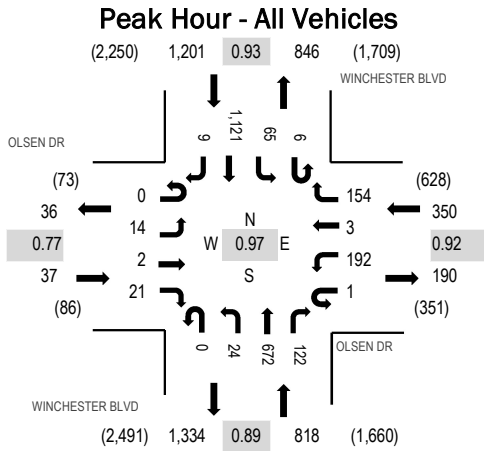 Peak Hour - All Vehicles
(2,250) 1,201 0.93 846 (1,709)
WINCHESTER BLVD
9 1,121 65 6
OLSEN DR
(73) 0 154 (628)
36 14 N 3 350
0.77 W 0.97 E 0.92
37 2 S 192 190
(86) 21 1 (351)
0 24 672 122
OLSEN DR
WINCHESTER BLVD
(2,491) 1,334 0.89 818 (1,660)